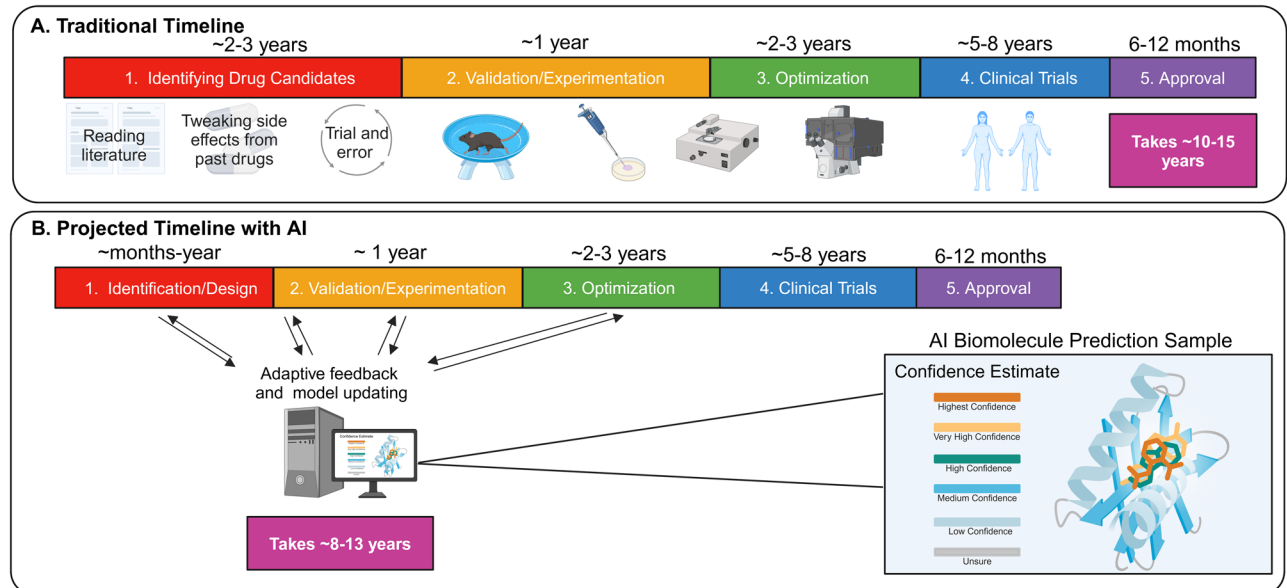 A. Traditional Timeline
~2-3 years
~1 year
~2-3 years
~5-8 years
6-12 months
1. Identifying Drug Candidates
2. Validation/Experimentation
3. Optimization
4. Clinical Trials
5. Approval
Reading
literature
Tweaking side
effects from
past drugs
Trial and
error
Takes ~10-15
years
B. Projected Timeline with AI
~months-year
~ 1 year
~2-3 years
~5-8 years
6-12 months
1. Identification/Design
2. Validation/Experimentation
3. Optimization
4. Clinical Trials
5. Approval
Adaptive feedback
and model updating
Confidence Estimate
Takes ~8-13 years
AI Biomolecule Prediction Sample
Confidence Estimate
Highest Confidence
Very High Confidence
High Confidence
Medium Confidence
Low Confidence
Unsure